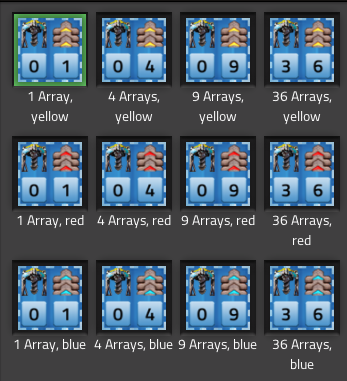 0 1 0 4 0 9 3 6
1 Array, 4 Arrays, 9 Arrays, 36 Arrays,
yellow yellow yellow yellow
0 1 0 4 0 9 3 6
1 Array, red 4 Arrays, red 9 Arrays, red 36 Arrays,
red
0 1 0 4 0 9 3 6
1 Array, blue 4 Arrays, blue 9 Arrays, blue 36 Arrays,
blue